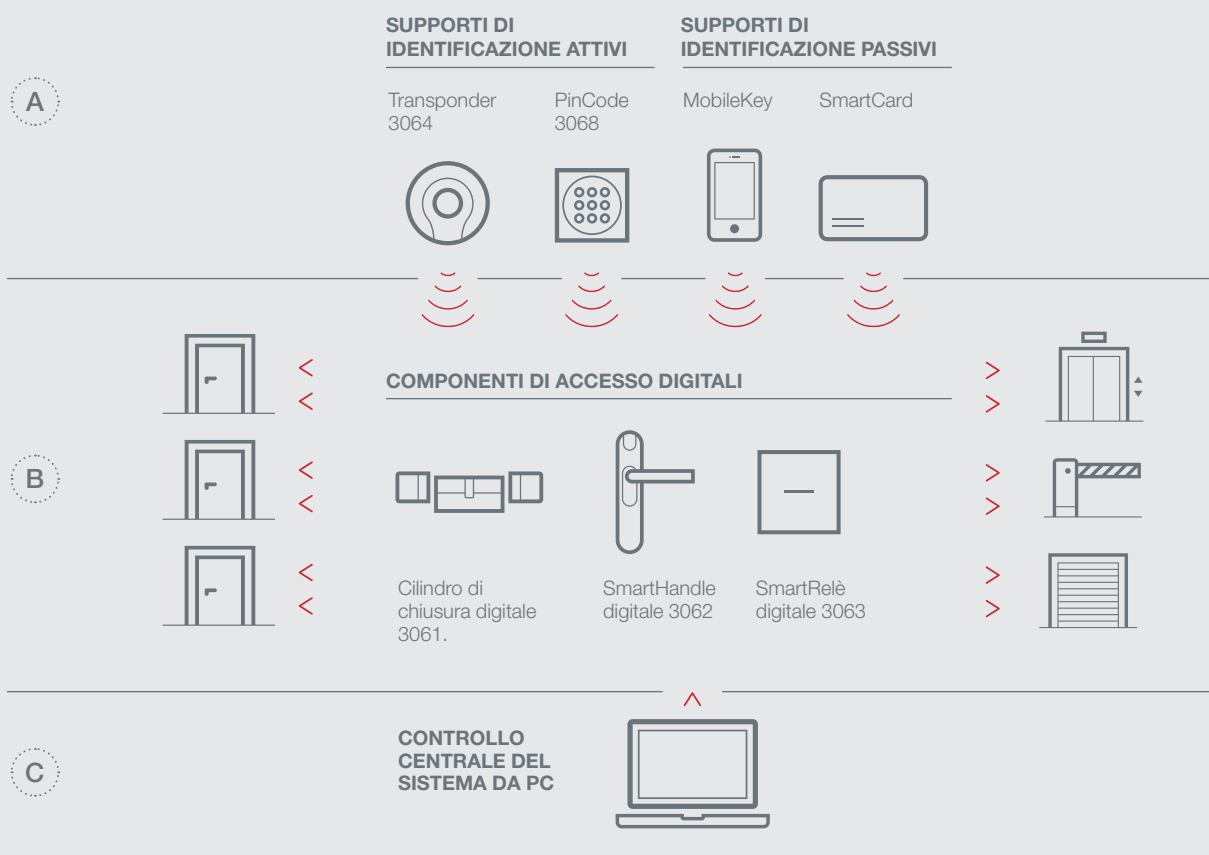 SUPPORTI DI
IDENTIFICAZIONE ATTIVI
SUPPORTI DI
IDENTIFICAZIONE PASSIVI
A
Transponder
3064
PinCode
3068
MobileKey
SmartCard
COMPONENTI DI ACCESSO DIGITALI
B
Cilindro di
chiusura digitale
3061.
SmartHandle
digitale 3062
SmartRelè
digitale 3063
C
CONTROLLO
CENTRALE DEL
SISTEMA DA PC